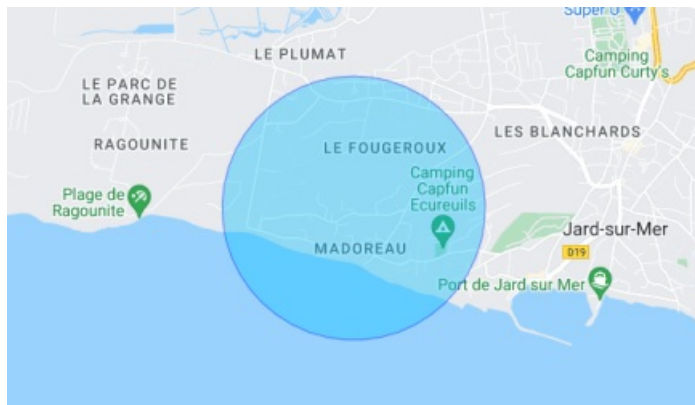 Super U
LE PLUMAT
Camping
Capfun Curty's
LE PARC DE
LA GRANGE
RAGOUNITE
LE FOUGEROUX
LES BLANCHARDS
Camping
Capfun
Ecureuils
Plage de
Ragounite
MADOREAU
Jard-sur-Mer
D19
Port de Jard sur Mer